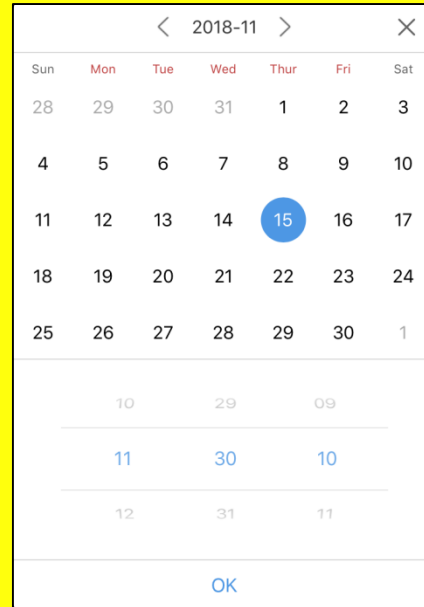 2018-11
Sun Mon Tue Wed Thur Fri Sat
28 29 30 31 1 2 3
4 5 6 7 8 9 10
11 12 13 14 15 16 17
18 19 20 21 22 23 24
25 26 27 28 29 30 1
10 29 09
11 30 10
12 31 11
OK